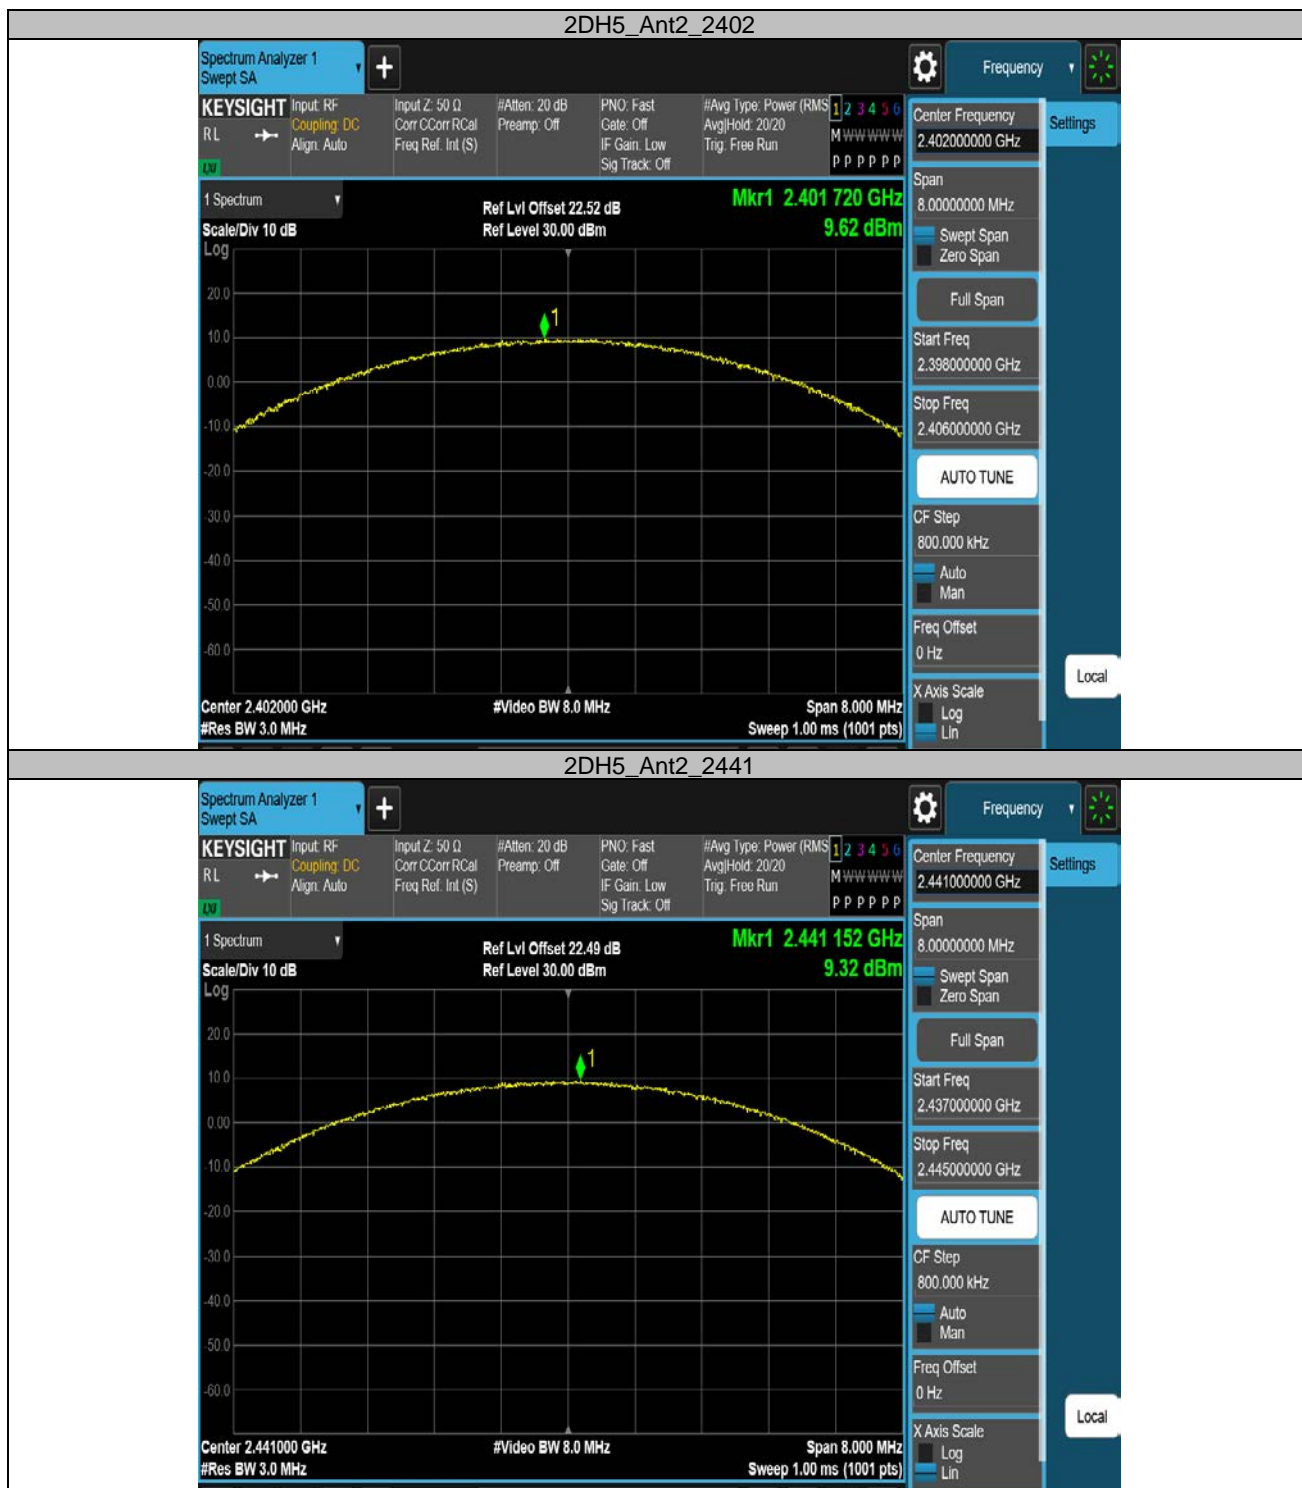 2DH5_Ant2_2402
Spectrum Analyzer 1
Swept SA
+
Frequency
KEYSIGHT
RL
LXI
Input: RF
Coupling: DC
Align: Auto
Input Z: 50 Ω
Corr CCorr RCal
Freq Ref: Int (S)
#Atten: 20 dB
Preamp: Off
PNO: Fast
Gate: Off
IF Gain: Low
Sig Track: Off
#Avg Type: Power (RMS
Avg|Hold: 20/20
Trig: Free Run
1 2 3 4 5 6
M W W W W W
P P P P P P
Center Frequency
2.402000000 GHz
Settings
1 Spectrum
Scale/Div 10 dB
Log
Ref Lvl Offset 22.52 dB
Ref Level 30.00 dBm
Mkr1 2.401 720 GHz
9.62 dBm
Span
8.00000000 MHz
Swept Span
Zero Span
Full Span
Start Freq
2.398000000 GHz
Stop Freq
2.406000000 GHz
AUTO TUNE
CF Step
800.000 kHz
Auto
Man
Freq Offset
0 Hz
X Axis Scale
Log
Lin
Local
20.0
10.0
0.00
-10.0
-20.0
-30.0
-40.0
-50.0
-60.0
1
Center 2.402000 GHz
#Res BW 3.0 MHz
#Video BW 8.0 MHz
Span 8.000 MHz
Sweep 1.00 ms (1001 pts)
2DH5_Ant2_2441
Spectrum Analyzer 1
Swept SA
+
Frequency
KEYSIGHT
RL
LXI
Input: RF
Coupling: DC
Align: Auto
Input Z: 50 Ω
Corr CCorr RCal
Freq Ref: Int (S)
#Atten: 20 dB
Preamp: Off
PNO: Fast
Gate: Off
IF Gain: Low
Sig Track: Off
#Avg Type: Power (RMS
Avg|Hold: 20/20
Trig: Free Run
1 2 3 4 5 6
M W W W W W
P P P P P P
Center Frequency
2.441000000 GHz
Settings
1 Spectrum
Scale/Div 10 dB
Log
Ref Lvl Offset 22.49 dB
Ref Level 30.00 dBm
Mkr1 2.441 152 GHz
9.32 dBm
Span
8.00000000 MHz
Swept Span
Zero Span
Full Span
Start Freq
2.437000000 GHz
Stop Freq
2.445000000 GHz
AUTO TUNE
CF Step
800.000 kHz
Auto
Man
Freq Offset
0 Hz
X Axis Scale
Log
Lin
Local
20.0
10.0
0.00
-10.0
-20.0
-30.0
-40.0
-50.0
-60.0
1
Center 2.441000 GHz
#Res BW 3.0 MHz
#Video BW 8.0 MHz
Span 8.000 MHz
Sweep 1.00 ms (1001 pts)